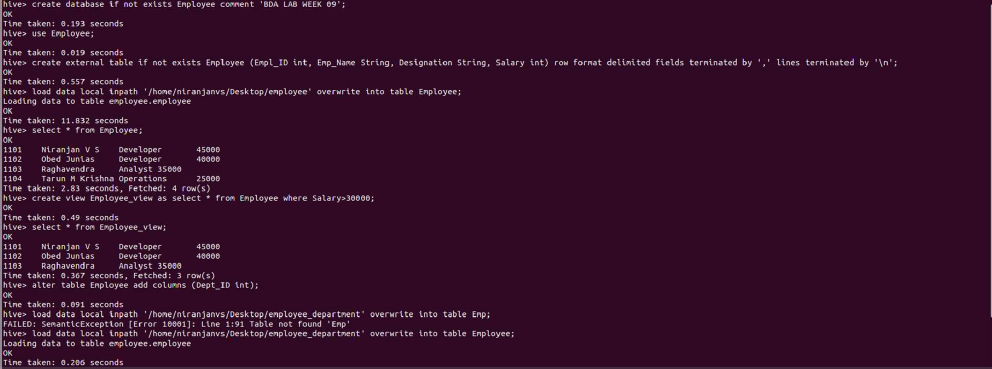 hive> create database if not exists Employee comment 'BDA LAB WEEK 09';
OK
Time taken: 0.193 seconds
hive> use Employee;
OK
Time taken: 0.019 seconds
hive> create external table if not exists Employee (Empl_ID int, Emp_Name String, Designation String, Salary int) row format delimited fields terminated by ',' lines terminated by '\n';
OK
Time taken: 0.557 seconds
hive> load data local inpath '/home/niranjanvs/Desktop/employee' overwrite into table Employee;
Loading data to table employee.employee
OK
Time taken: 11.832 seconds
hive> select * from Employee;
OK
1101 Niranjan V S Developer 45000
1102 Obed Junias Developer 40000
1103 Raghavendra Analyst 35000
1104 Tarun M Krishna Operations 25000
Time taken: 2.83 seconds, Fetched: 4 row(s)
hive> create view Employee_view as select * from Employee where Salary>30000;
OK
Time taken: 0.49 seconds
hive> select * from Employee_view;
OK
1101 Niranjan V S Developer 45000
1102 Obed Junias Developer 40000
1103 Raghavendra Analyst 35000
Time taken: 0.367 seconds, Fetched: 3 row(s)
hive> alter table Employee add columns (Dept_ID int);
OK
Time taken: 0.091 seconds
hive> load data local inpath '/home/niranjanvs/Desktop/employee_department' overwrite into table Emp;
FAILED: SemanticException [Error 10001]: Line 1:91 Table not found 'Emp'
hive> load data local inpath '/home/niranjanvs/Desktop/employee_department' overwrite into table Employee;
Loading data to table employee.employee
OK
Time taken: 0.206 seconds